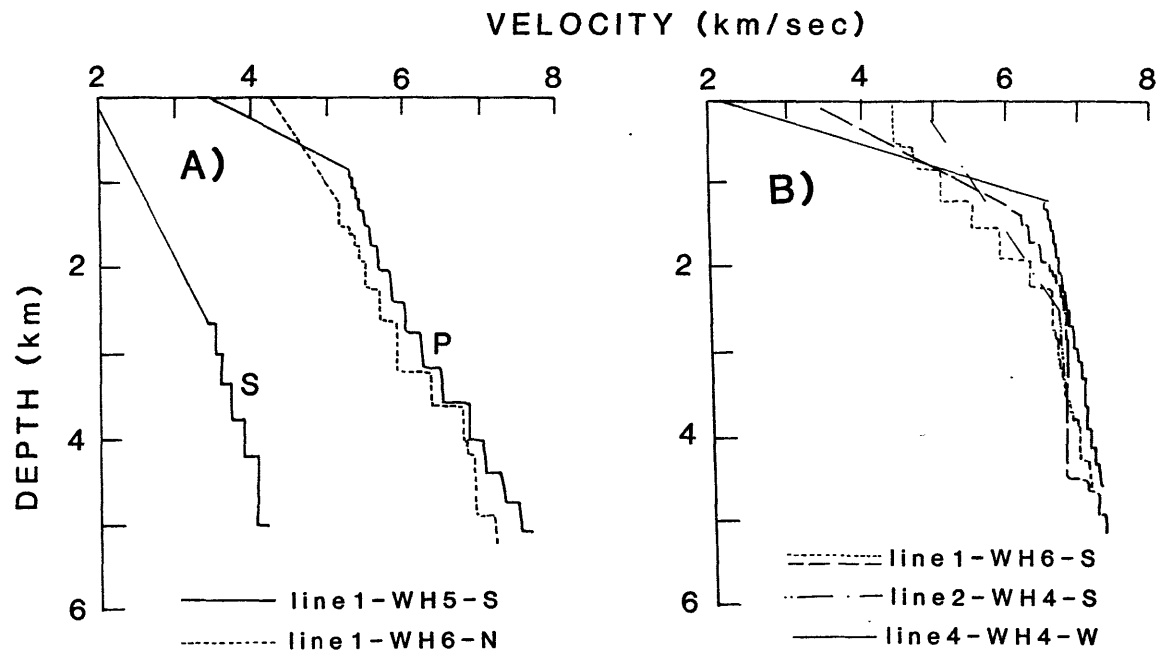 VELOCITY (km/sec)
2 4 6 8
2 4 6 8
A)
B)
2
2
P
S
DEPTH (km)
4
4
6
6
line1-WH5-S
line1-WH6-N
line1-WH6-S
line2-WH4-S
line4-WH4-W